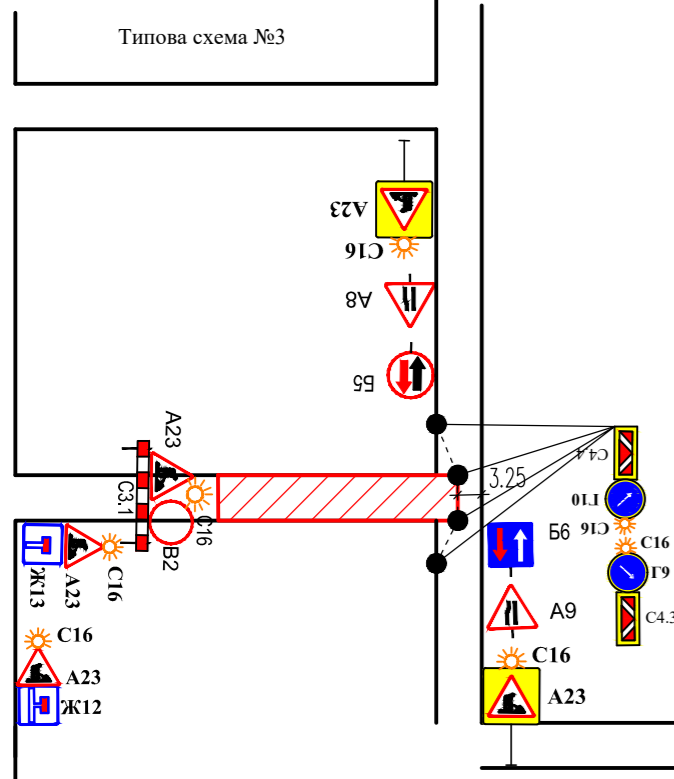 Типова схема №3
А23
С16
А8
Б5
А23
С3.1
С16
В2
3.25
С4.4
Г10
С16
С16
Г9
С4.3
Б6
А9
С16
А23
Ж13
А23
С16
С16
А23
Ж12